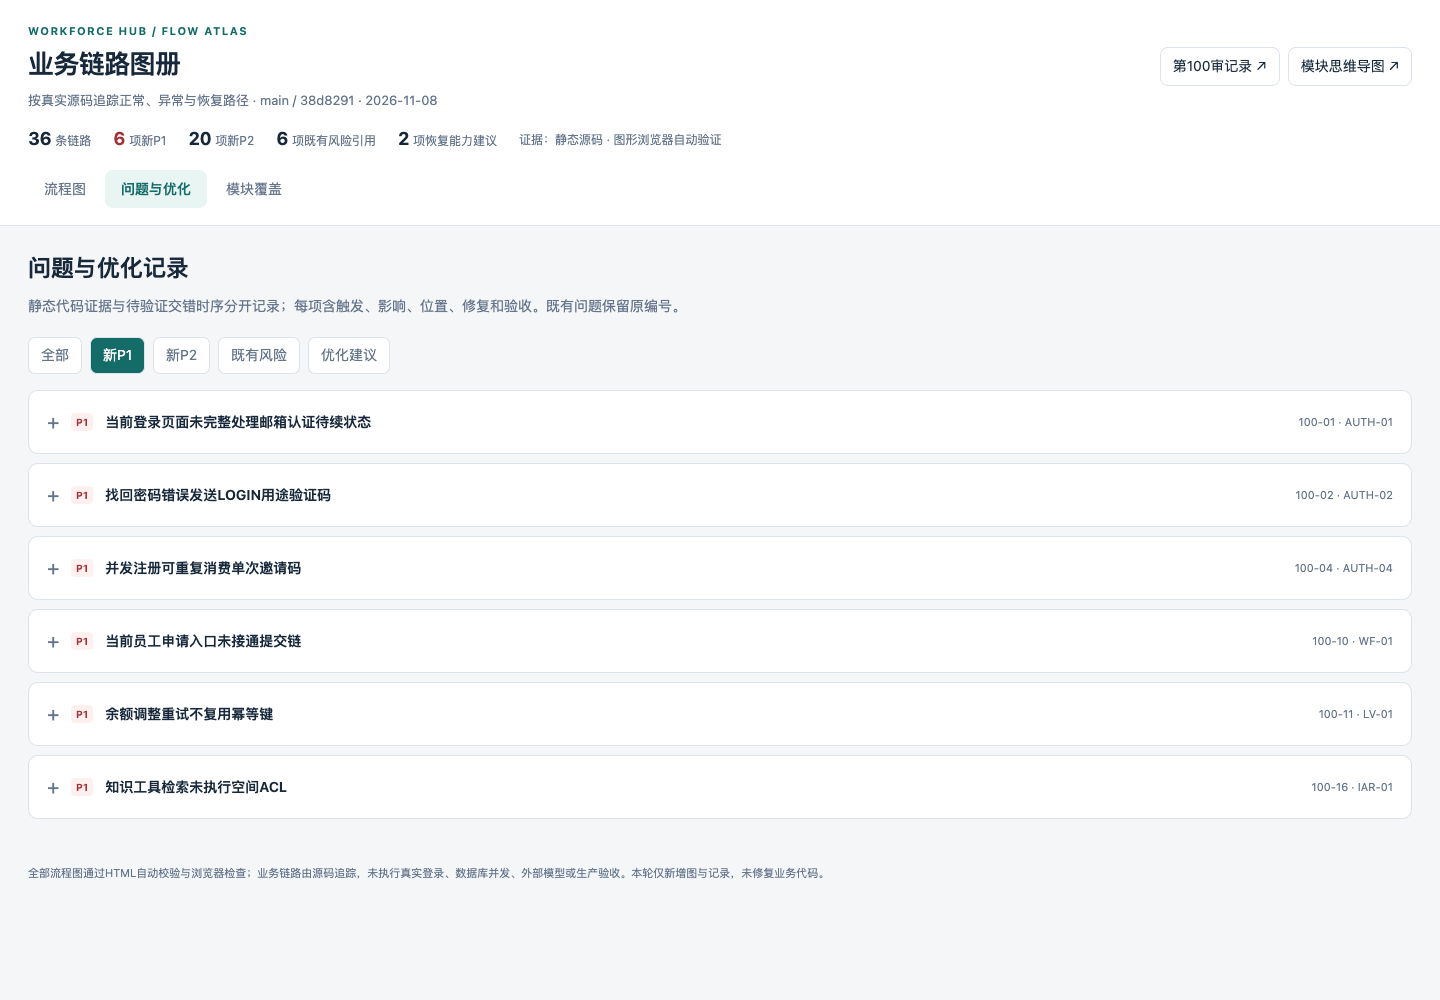 WORKFORCE HUB / FLOW ATLAS
业务链路图册
第100审记录 ↗
模块思维导图 ↗
按真实源码追踪正常、异常与恢复路径 · main / 38d8291 · 2026-11-08
36 条链路 6 项新P1 20 项新P2 6 项既有风险引用 2 项恢复能力建议 证据：静态源码 · 图形浏览器自动验证
流程图 问题与优化 模块覆盖
问题与优化记录
静态代码证据与待验证交错时序分开记录；每项含触发、影响、位置、修复和验收。既有问题保留原编号。
全部 新P1 新P2 既有风险 优化建议
+ P1 当前登录页面未完整处理邮箱认证待续状态 100-01 · AUTH-01
+ P1 找回密码错误发送LOGIN用途验证码 100-02 · AUTH-02
+ P1 并发注册可重复消费单次邀请码 100-04 · AUTH-04
+ P1 当前员工申请入口未接通提交链 100-10 · WF-01
+ P1 余额调整重试不复用幂等键 100-11 · LV-01
+ P1 知识工具检索未执行空间ACL 100-16 · IAR-01
全部流程图通过HTML自动校验与浏览器检查；业务链路由源码追踪，未执行真实登录、数据库并发、外部模型或生产验收。本轮仅新增图与记录，未修复业务代码。